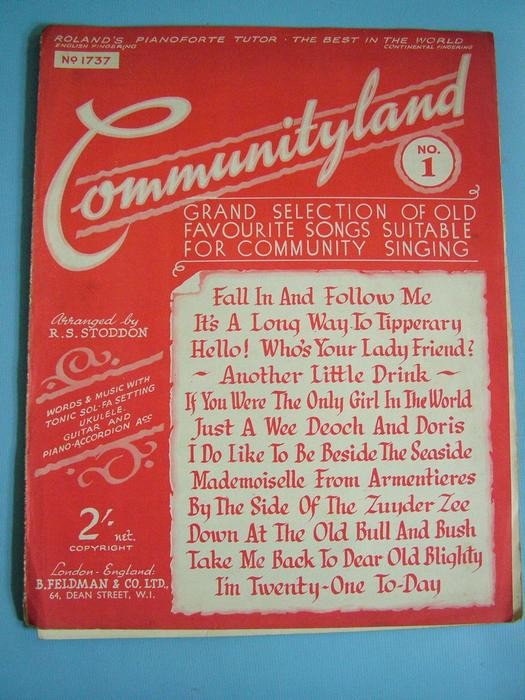 ROLAND'S PIANOFORTE TUTOR · THE BEST IN THE WORLD
ENGLISH FINGERING CONTINENTAL FINGERING
Nº 1737
Communityland
NO.
1
GRAND SELECTION OF OLD
FAVOURITE SONGS SUITABLE
FOR COMMUNITY SINGING
Fall In And Follow Me
It's A Long Way To Tipperary
Hello! Who's Your Lady Friend?
~ Another Little Drink ~
If You Were The Only Girl In The World
Just A Wee Deoch And Doris
I Do Like To Be Beside The Seaside
Mademoiselle From Armentieres
By The Side Of The Zuyder Zee
Down At The Old Bull And Bush
Take Me Back To Dear Old Blighty
I'm Twenty-One To-Day
Arranged by
R.S. STODDON
WORDS & MUSIC WITH
TONIC SOL-FA SETTING
UKULELE
GUITAR AND
PIANO-ACCORDION Acc
2/- net.
COPYRIGHT
London - England:
B. FELDMAN & CO. LTD.,
64, DEAN STREET, W.I.